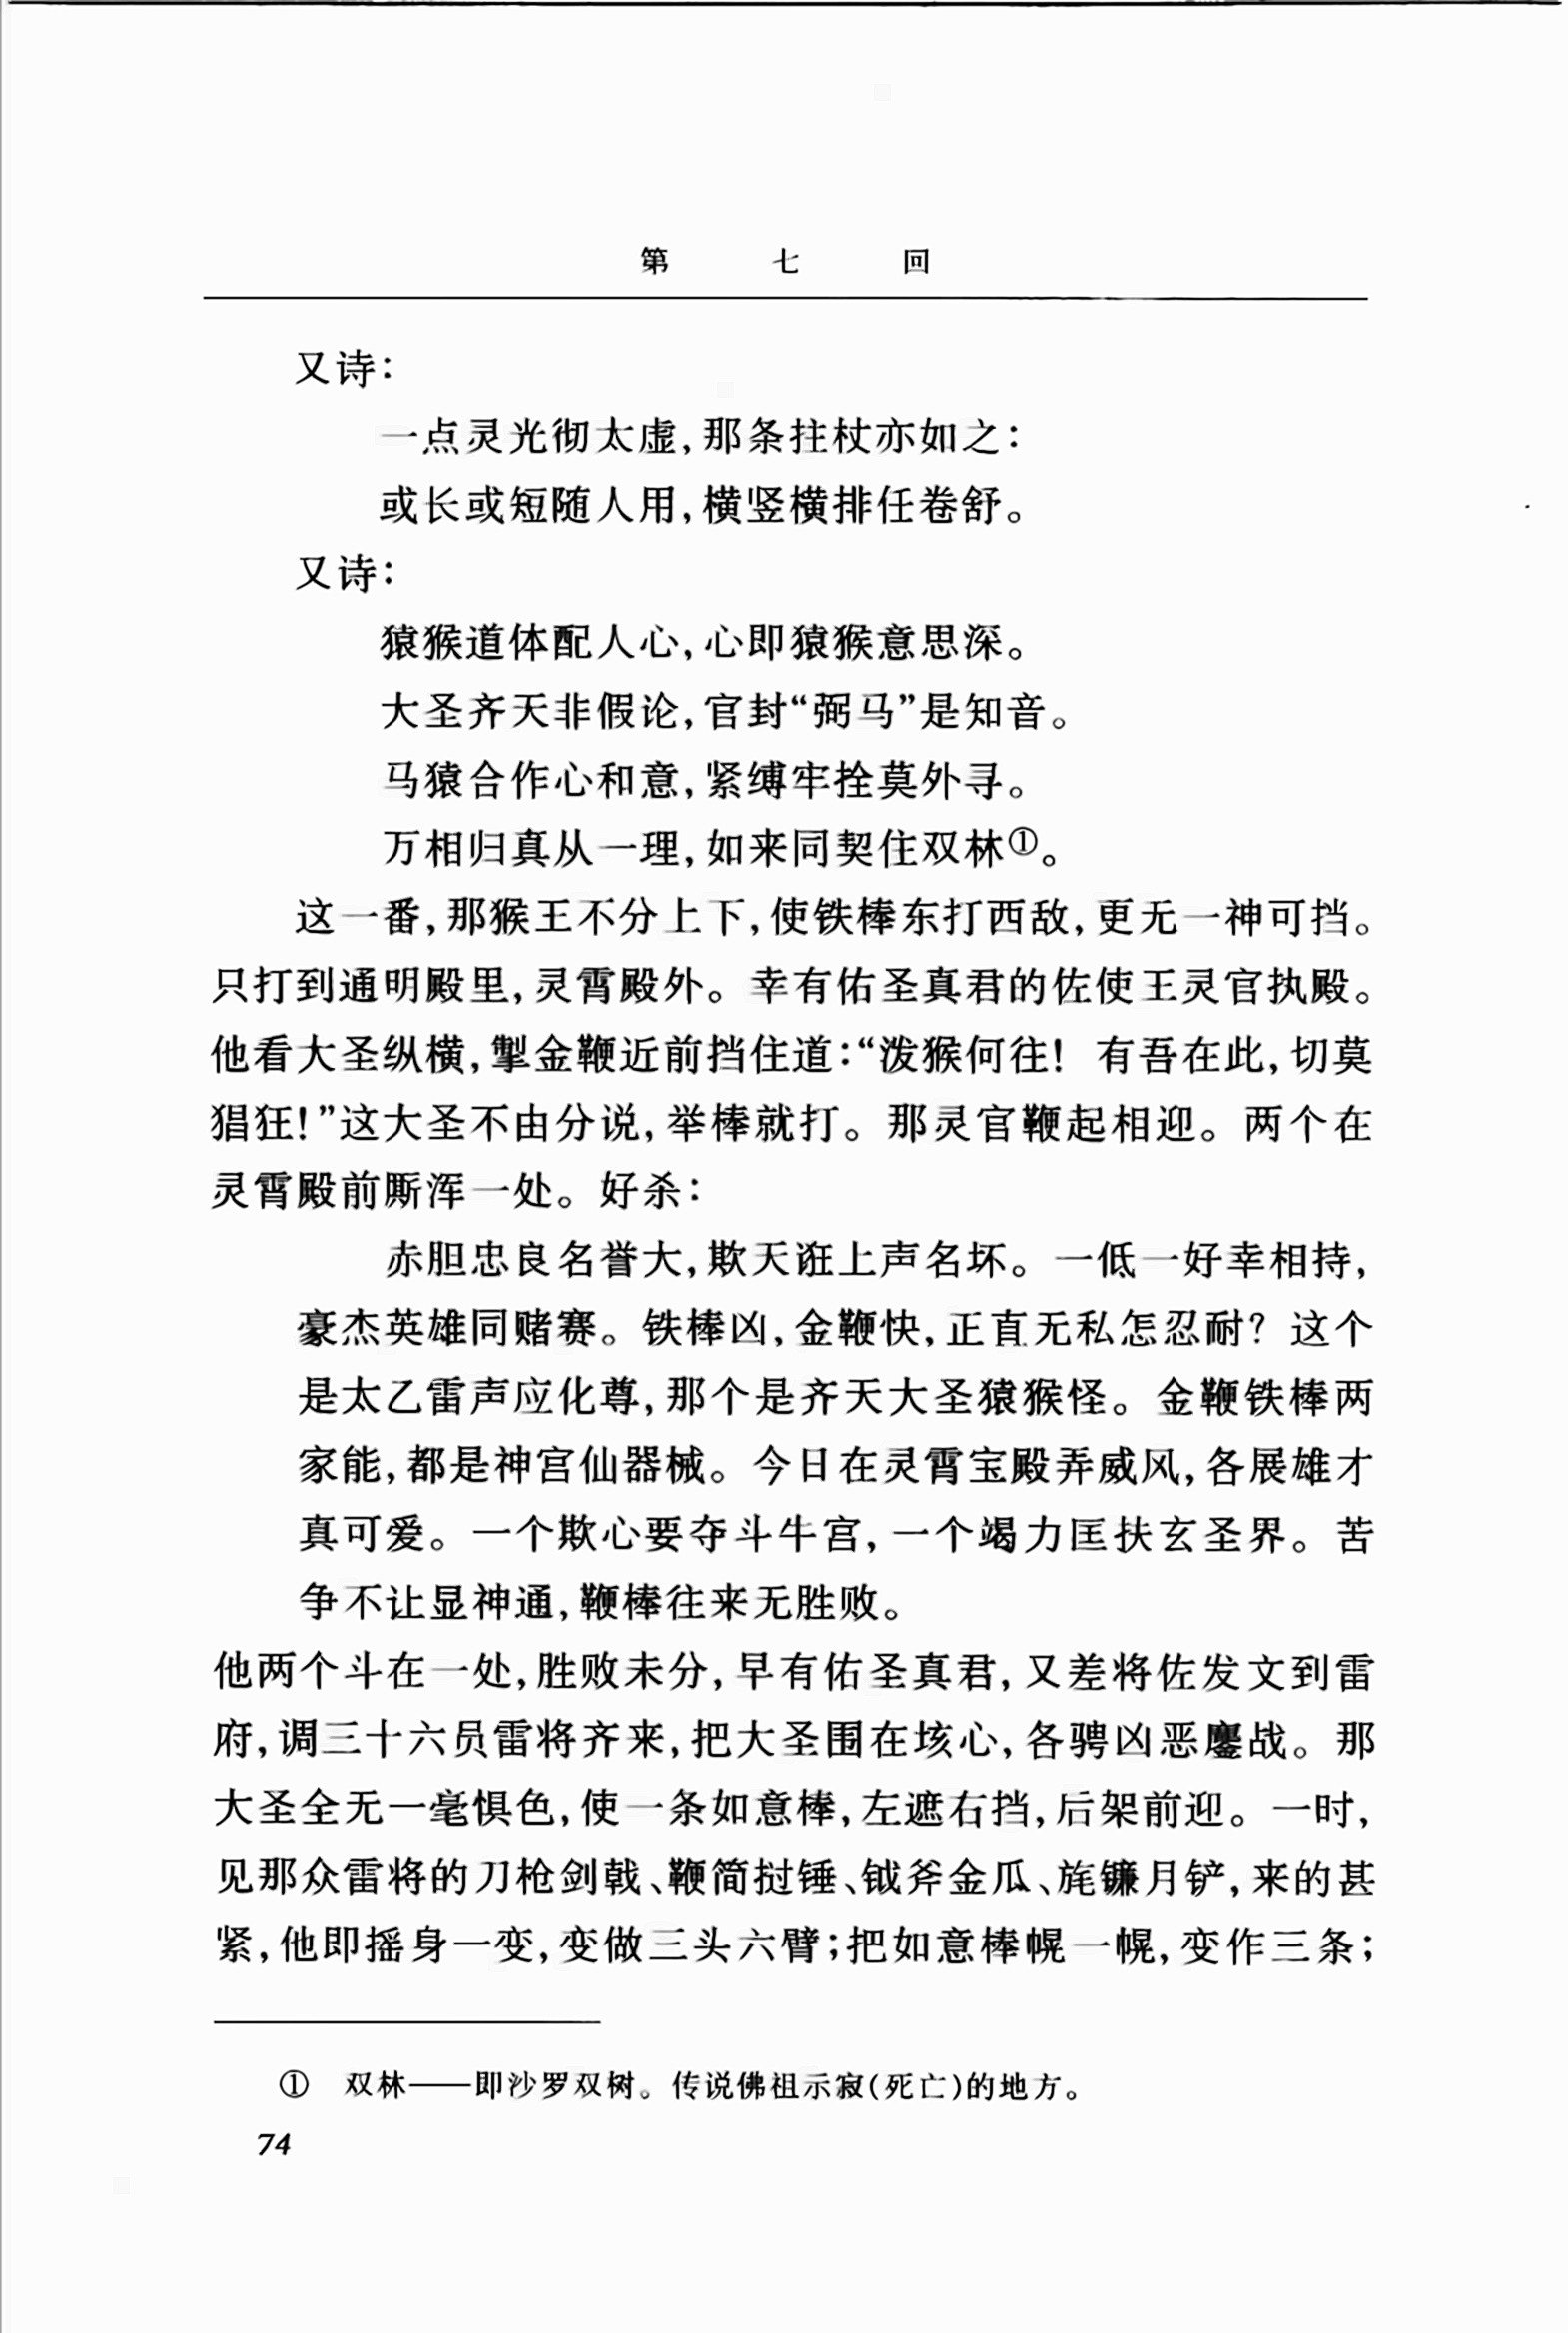 第七回
又诗：
一点灵光彻太虚，那条拄杖亦如之：
或长或短随人用，横竖横排任卷舒。
又诗：
猿猴道体配人心，心即猿猴意思深。
大圣齐天非假论，官封“弼马”是知音。
马猿合作心和意，紧缚牢拴莫外寻。
万相归真从一理，如来同契住双林①。
这一番，那猴王不分上下，使铁棒东打西敌，更无一神可挡。
只打到通明殿里，灵霄殿外。幸有佑圣真君的佐使王灵官执殿。
他看大圣纵横，掣金鞭近前挡住道：“泼猴何往！有吾在此，切莫
猖狂！”这大圣不由分说，举棒就打。那灵官鞭起相迎。两个在
灵霄殿前厮浑一处。好杀：
赤胆忠良名誉大，欺天诳上声名坏。一低一好幸相持，
豪杰英雄同赌赛。铁棒凶，金鞭快，正直无私怎忍耐？这个
是太乙雷声应化尊，那个是齐天大圣猿猴怪。金鞭铁棒两
家能，都是神宫仙器械。今日在灵霄宝殿弄威风，各展雄才
真可爱。一个欺心要夺斗牛宫，一个竭力匡扶玄圣界。苦
争不让显神通，鞭棒往来无胜败。
他两个斗在一处，胜败未分，早有佑圣真君，又差将佐发文到雷
府，调三十六员雷将齐来，把大圣围在垓心，各骋凶恶鏖战。那
大圣全无一毫惧色，使一条如意棒，左遮右挡，后架前迎。一时，
见那众雷将的刀枪剑戟、鞭简挝锤、钺斧金瓜、旄镰月铲，来的甚
紧，他即摇身一变，变做三头六臂；把如意棒幌一幌，变作三条；
① 双林——即沙罗双树。传说佛祖示寂(死亡)的地方。
74